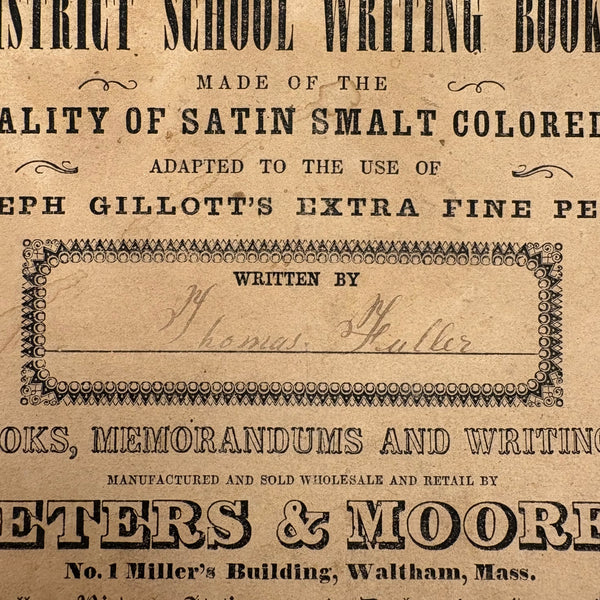 ISTRICT SCHOOL WRITING BOOK
MADE OF THE
ALITY OF SATIN SMALT COLORED
ADAPTED TO THE USE OF
EPH GILLOTT'S EXTRA FINE PE
WRITTEN BY
Thomas. Fuller
OKS, MEMORANDUMS AND WRITING
MANUFACTURED AND SOLD WHOLESALE AND RETAIL BY
ETERS & MOORE
No. 1 Miller's Building, Waltham, Mass.